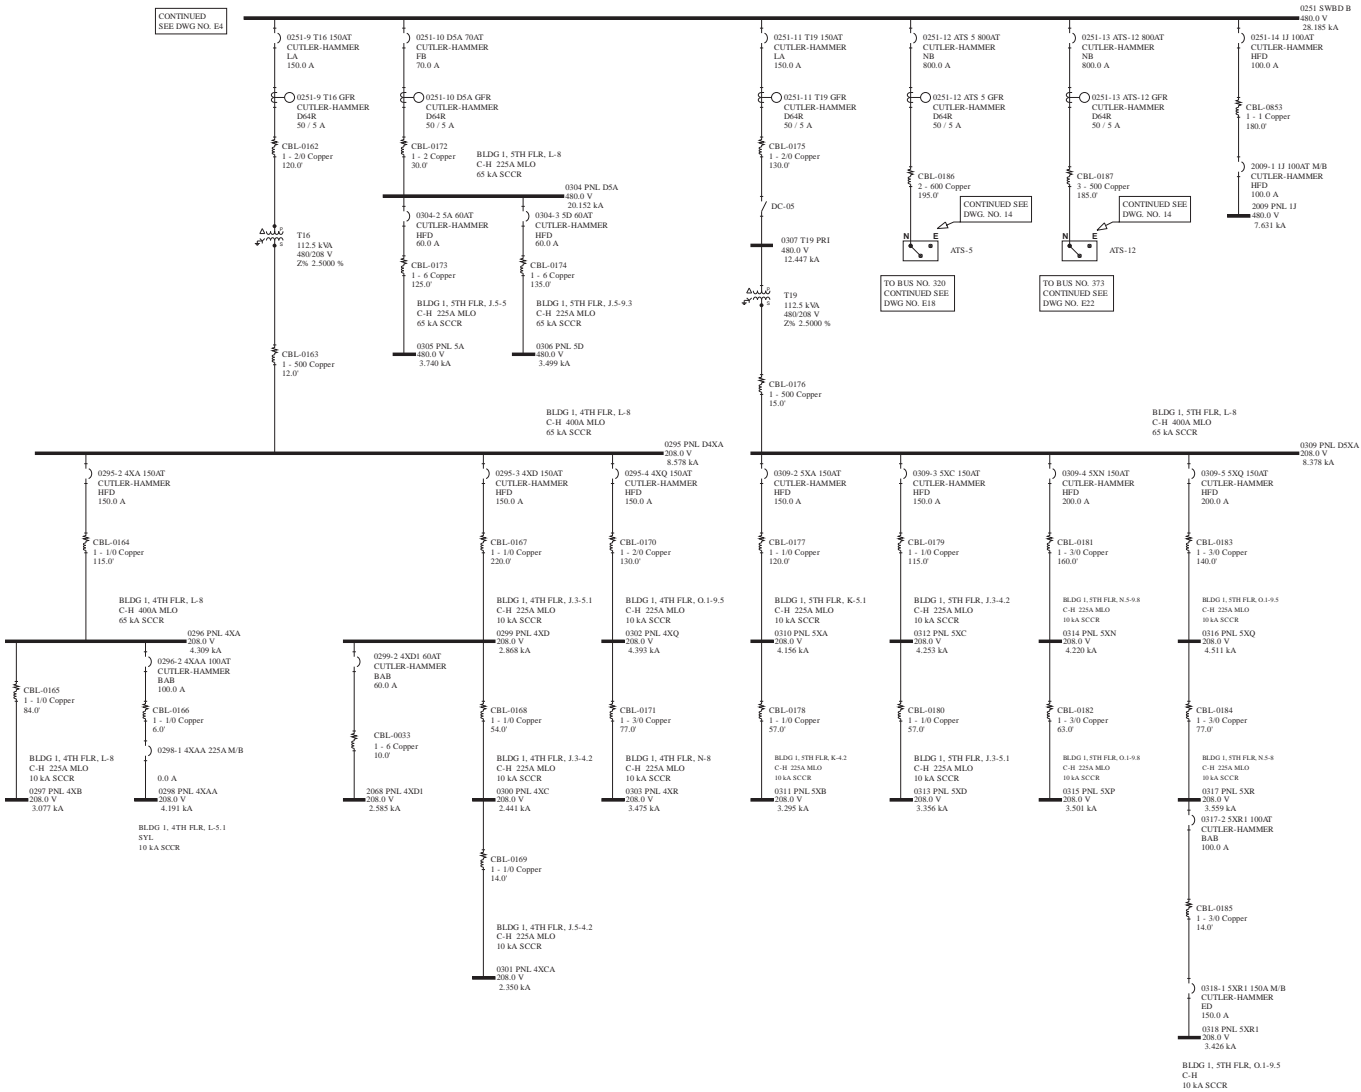 CONTINUED
SEE DWG NO. E4
0251 SWBD B
480.0 V
28.185 kA
0251-9 T16 150AT
CUTLER-HAMMER
LA
150.0 A
0251-10 D5A 70AT
CUTLER-HAMMER
FB
70.0 A
0251-11 T19 150AT
CUTLER-HAMMER
LA
150.0 A
0251-12 ATS 5 800AT
CUTLER-HAMMER
NB
800.0 A
0251-13 ATS-12 800AT
CUTLER-HAMMER
NB
800.0 A
0251-14 1J 100AT
CUTLER-HAMMER
HFD
100.0 A
0251-9 T16 GFR
CUTLER-HAMMER
D64R
50 / 5 A
0251-10 D5A GFR
CUTLER-HAMMER
D64R
50 / 5 A
0251-11 T19 GFR
CUTLER-HAMMER
D64R
50 / 5 A
0251-12 ATS 5 GFR
CUTLER-HAMMER
D64R
50 / 5 A
0251-13 ATS-12 GFR
CUTLER-HAMMER
D64R
50 / 5 A
CBL-0853
1 - 1 Copper
180.0'
CBL-0162
1 - 2/0 Copper
120.0'
CBL-0172
1 - 2 Copper
30.0'
BLDG 1, 5TH FLR, L-8
C-H 225A MLO
65 kA SCCR
CBL-0175
1 - 2/0 Copper
130.0'
CBL-0186
2 - 600 Copper
195.0'
CBL-0187
3 - 500 Copper
185.0'
2009-1 1J 100AT M/B
CUTLER-HAMMER
HFD
100.0 A
2009 PNL 1J
480.0 V
7.631 kA
0304 PNL D5A
480.0 V
20.152 kA
0304-2 5A 60AT
CUTLER-HAMMER
HFD
60.0 A
0304-3 5D 60AT
CUTLER-HAMMER
HFD
60.0 A
DC-05
CONTINUED SEE
DWG. NO. 14
CONTINUED SEE
DWG. NO. 14
N E
ATS-5
N E
ATS-12
T16
112.5 kVA
480/208 V
Z% 2.5000 %
0307 T19 PRI
480.0 V
12.447 kA
CBL-0173
1 - 6 Copper
125.0'
CBL-0174
1 - 6 Copper
135.0'
TO BUS NO. 320
CONTINUED SEE
DWG NO. E18
TO BUS NO. 373
CONTINUED SEE
DWG NO. E22
T19
112.5 kVA
480/208 V
Z% 2.5000 %
BLDG 1, 5TH FLR, J.5-5
C-H 225A MLO
65 kA SCCR
BLDG 1, 5TH FLR, J.5-9.3
C-H 225A MLO
65 kA SCCR
0305 PNL 5A
480.0 V
3.740 kA
0306 PNL 5D
480.0 V
3.499 kA
CBL-0163
1 - 500 Copper
12.0'
CBL-0176
1 - 500 Copper
15.0'
BLDG 1, 4TH FLR, L-8
C-H 400A MLO
65 kA SCCR
BLDG 1, 5TH FLR, L-8
C-H 400A MLO
65 kA SCCR
0295 PNL D4XA
208.0 V
8.578 kA
0309 PNL D5XA
208.0 V
8.378 kA
0295-2 4XA 150AT
CUTLER-HAMMER
HFD
150.0 A
0295-3 4XD 150AT
CUTLER-HAMMER
HFD
150.0 A
0295-4 4XQ 150AT
CUTLER-HAMMER
HFD
150.0 A
0309-2 5XA 150AT
CUTLER-HAMMER
HFD
150.0 A
0309-3 5XC 150AT
CUTLER-HAMMER
HFD
150.0 A
0309-4 5XN 150AT
CUTLER-HAMMER
HFD
200.0 A
0309-5 5XQ 150AT
CUTLER-HAMMER
HFD
200.0 A
CBL-0164
1 - 1/0 Copper
115.0'
CBL-0167
1 - 1/0 Copper
220.0'
CBL-0170
1 - 2/0 Copper
130.0'
CBL-0177
1 - 1/0 Copper
120.0'
CBL-0179
1 - 1/0 Copper
115.0'
CBL-0181
1 - 3/0 Copper
160.0'
CBL-0183
1 - 3/0 Copper
140.0'
BLDG 1, 4TH FLR, L-8
C-H 400A MLO
65 kA SCCR
BLDG 1, 4TH FLR, J.3-5.1
C-H 225A MLO
10 kA SCCR
BLDG 1, 4TH FLR, O.1-9.5
C-H 225A MLO
10 kA SCCR
BLDG 1, 5TH FLR, K-5.1
C-H 225A MLO
10 kA SCCR
BLDG 1, 5TH FLR, J.3-4.2
C-H 225A MLO
10 kA SCCR
BLDG 1, 5TH FLR, N.5-9.8
C-H 225A MLO
10 kA SCCR
BLDG 1, 5TH FLR, O.1-9.5
C-H 225A MLO
10 kA SCCR
0296 PNL 4XA
208.0 V
4.309 kA
0299 PNL 4XD
208.0 V
2.868 kA
0302 PNL 4XQ
208.0 V
4.393 kA
0310 PNL 5XA
208.0 V
4.156 kA
0312 PNL 5XC
208.0 V
4.253 kA
0314 PNL 5XN
208.0 V
4.220 kA
0316 PNL 5XQ
208.0 V
4.511 kA
0296-2 4XAA 100AT
CUTLER-HAMMER
BAB
100.0 A
0299-2 4XD1 60AT
CUTLER-HAMMER
BAB
60.0 A
CBL-0165
1 - 1/0 Copper
84.0'
CBL-0166
1 - 1/0 Copper
6.0'
CBL-0168
1 - 1/0 Copper
54.0'
CBL-0171
1 - 3/0 Copper
77.0'
CBL-0178
1 - 1/0 Copper
57.0'
CBL-0180
1 - 1/0 Copper
57.0'
CBL-0182
1 - 3/0 Copper
63.0'
CBL-0184
1 - 3/0 Copper
77.0'
CBL-0033
1 - 6 Copper
10.0'
0298-1 4XAA 225A M/B
0.0 A
BLDG 1, 4TH FLR, L-8
C-H 225A MLO
10 kA SCCR
BLDG 1, 4TH FLR, J.3-4.2
C-H 225A MLO
10 kA SCCR
BLDG 1, 4TH FLR, N-8
C-H 225A MLO
10 kA SCCR
BLDG 1, 5TH FLR, K-4.2
C-H 225A MLO
10 kA SCCR
BLDG 1, 5TH FLR, J.3-5.1
C-H 225A MLO
10 kA SCCR
BLDG 1, 5TH FLR, O.1-9.8
C-H 225A MLO
10 kA SCCR
BLDG 1, 5TH FLR, N.5-8
C-H 225A MLO
10 kA SCCR
0297 PNL 4XB
208.0 V
3.077 kA
0298 PNL 4XAA
208.0 V
4.191 kA
2068 PNL 4XD1
208.0 V
2.585 kA
0300 PNL 4XC
208.0 V
2.441 kA
0303 PNL 4XR
208.0 V
3.475 kA
0311 PNL 5XB
208.0 V
3.295 kA
0313 PNL 5XD
208.0 V
3.356 kA
0315 PNL 5XP
208.0 V
3.501 kA
0317 PNL 5XR
208.0 V
3.559 kA
BLDG 1, 4TH FLR, L-5.1
SYL
10 kA SCCR
0317-2 5XR1 100AT
CUTLER-HAMMER
BAB
100.0 A
CBL-0169
1 - 1/0 Copper
14.0'
CBL-0185
1 - 3/0 Copper
14.0'
BLDG 1, 4TH FLR, J.5-4.2
C-H 225A MLO
10 kA SCCR
0301 PNL 4XCA
208.0 V
2.350 kA
0318-1 5XR1 150A M/B
CUTLER-HAMMER
ED
150.0 A
0318 PNL 5XR1
208.0 V
3.426 kA
BLDG 1, 5TH FLR, O.1-9.5
C-H
10 kA SCCR